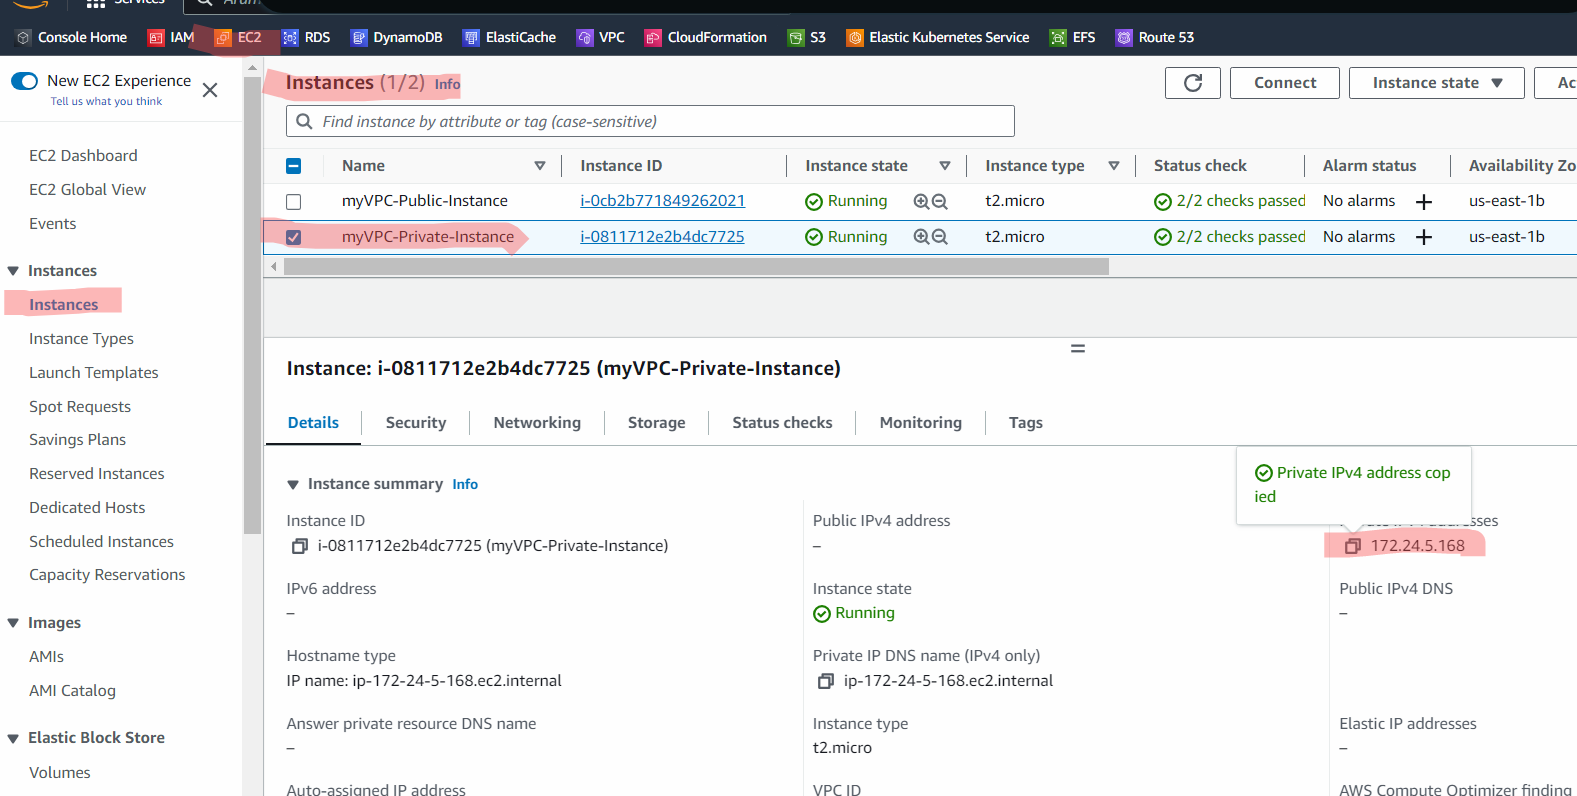 Services
Console Home IAM EC2 RDS DynamoDB ElastiCache VPC CloudFormation S3 Elastic Kubernetes Service EFS Route 53
New EC2 Experience
Tell us what you think
EC2 Dashboard
EC2 Global View
Events
Instances
Instances
Instance Types
Launch Templates
Spot Requests
Savings Plans
Reserved Instances
Dedicated Hosts
Scheduled Instances
Capacity Reservations
Images
AMIs
AMI Catalog
Elastic Block Store
Volumes
Instances (1/2) Info
Connect
Instance state
Find instance by attribute or tag (case-sensitive)
Name Instance ID Instance state Instance type Status check Alarm status Availability Zo
myVPC-Public-Instance i-0cb2b771849262021 Running t2.micro 2/2 checks passed No alarms us-east-1b
myVPC-Private-Instance i-0811712e2b4dc7725 Running t2.micro 2/2 checks passed No alarms us-east-1b
Instance: i-0811712e2b4dc7725 (myVPC-Private-Instance)
Details Security Networking Storage Status checks Monitoring Tags
Instance summary Info
Private IPv4 address cop
ied
Instance ID
i-0811712e2b4dc7725 (myVPC-Private-Instance)
Public IPv4 address
–
172.24.5.168
IPv6 address
–
Instance state
Running
Public IPv4 DNS
–
Hostname type
IP name: ip-172-24-5-168.ec2.internal
Private IP DNS name (IPv4 only)
ip-172-24-5-168.ec2.internal
Answer private resource DNS name
–
Instance type
t2.micro
Elastic IP addresses
–
Auto-assigned IP address
VPC ID
AWS Compute Optimizer finding